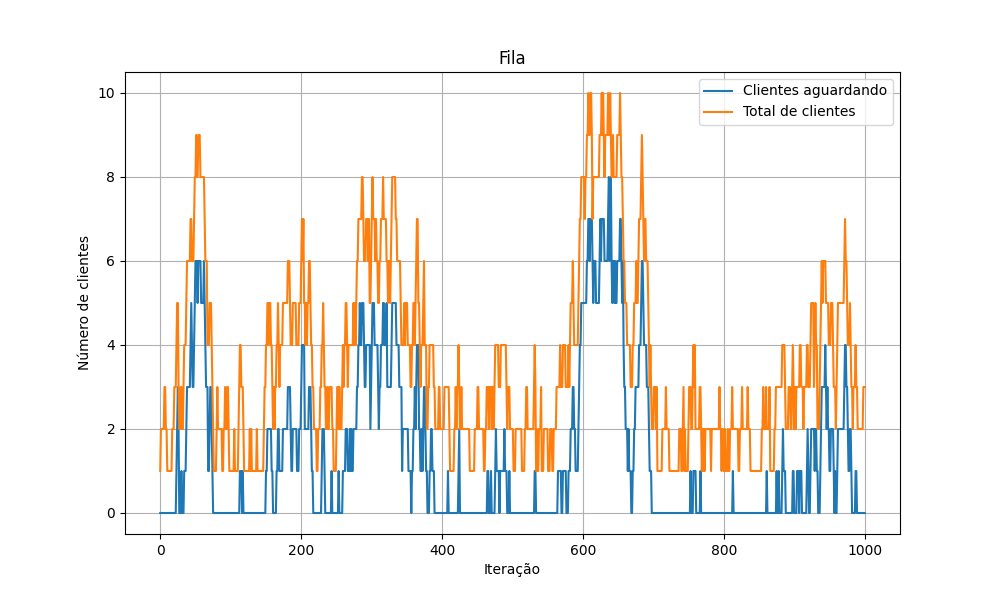 Fila
Clientes aguardando
Total de clientes
10
8
6
4
2
0
Número de clientes
0 200 400 600 800 1000
Iteração